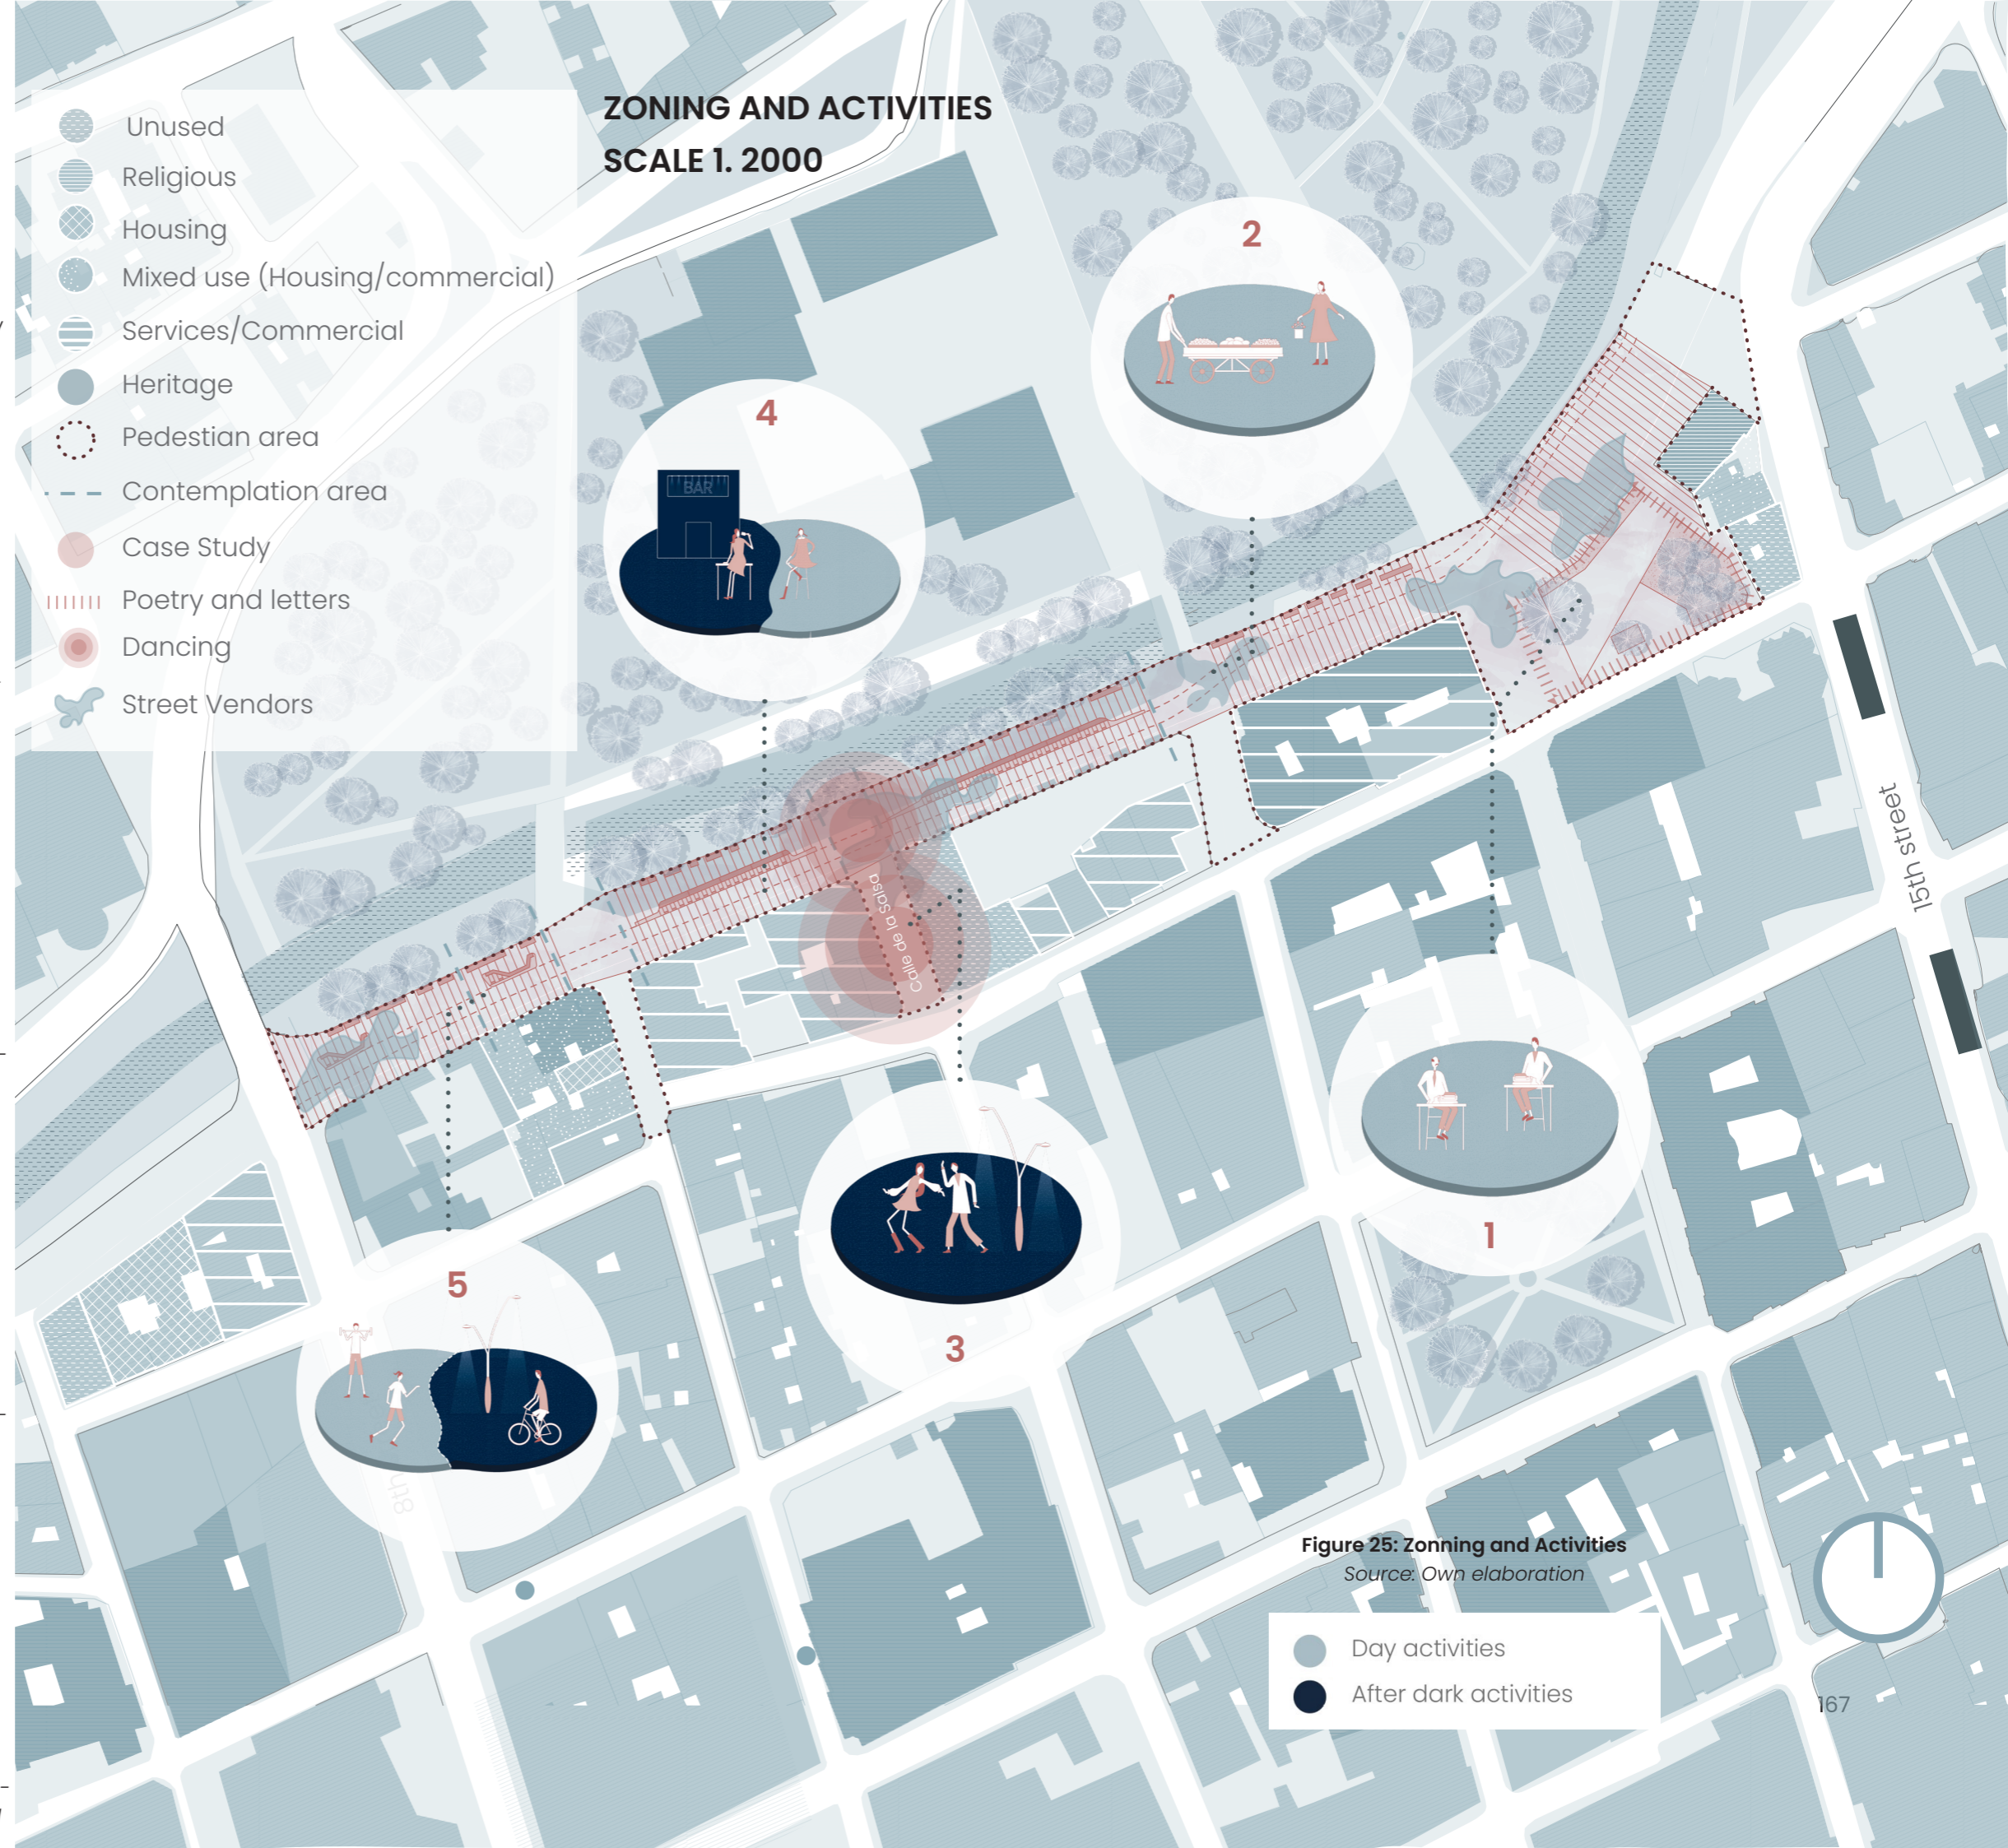 ZONING AND ACTIVITIES
SCALE 1. 2000
Unused
Religious
Housing
Mixed use (Housing/commercial)
Services/Commercial
Heritage
Pedestian area
Contemplation area
Case Study
Poetry and letters
Dancing
Street Vendors
2
4
BAR
Calle de la Salsa
15th street
1
3
5
8th
Figure 25: Zonning and Activities
Source: Own elaboration
Day activities
After dark activities
167